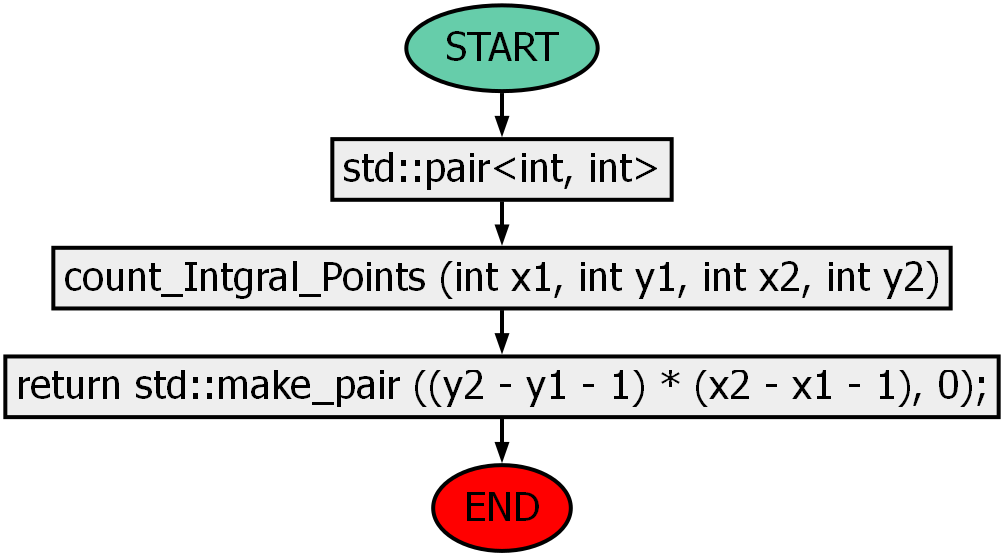 START
std::pair<int, int>
count_Intgral_Points (int x1, int y1, int x2, int y2)
return std::make_pair ((y2 - y1 - 1) * (x2 - x1 - 1), 0);
END